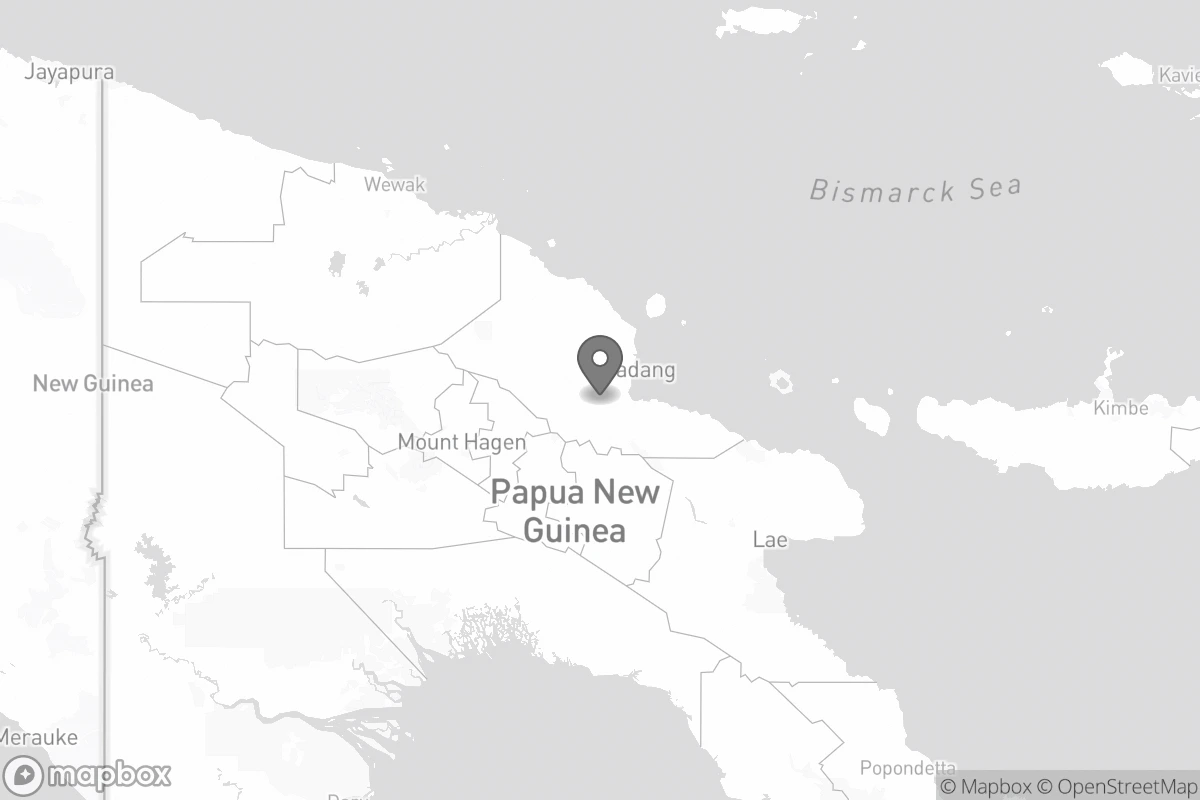 Jayapura
Kavie
Wewak
Bismarck Sea
adang
New Guinea
Kimbe
Mount Hagen
Papua New
Guinea
Lae
Merauke
Popondetta
mapbox
© Mapbox © OpenStreetMap